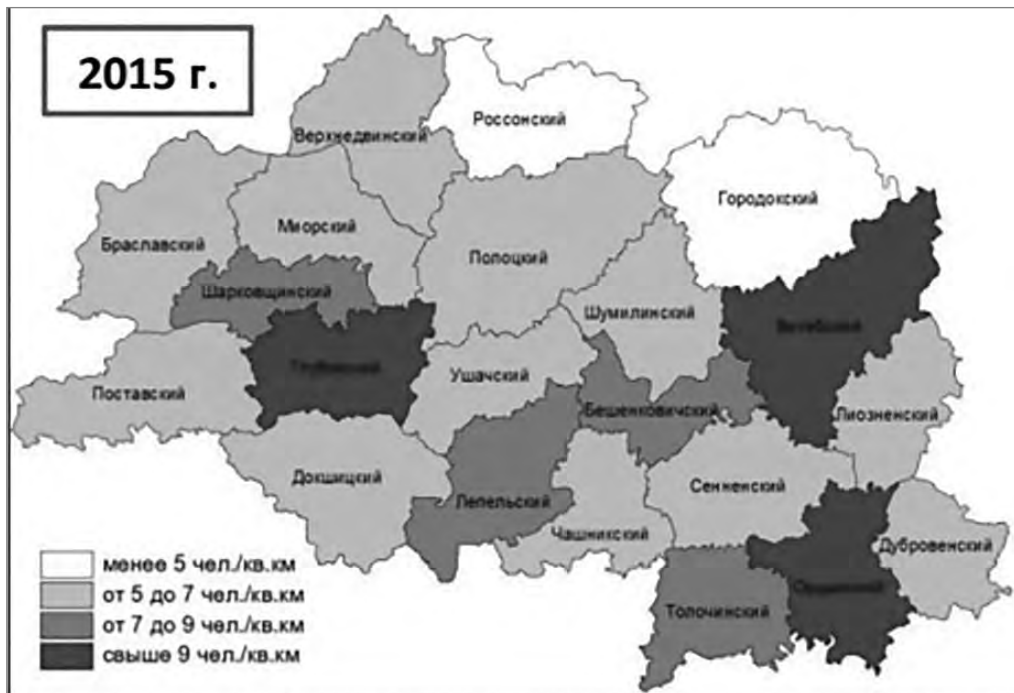 2015 г.
Россонский
Верхнедвинский
Городокский
Миорский
Браславский
Полоцкий
Шарковщинский
Шумилинский
Витебский
Глубокский
Ушачский
Поставский
Бешенковичский
Лиозненский
Докшицкий
Сенненский
Лепельский
Чашникский
Дубровенский
менее 5 чел./кв.км
от 5 до 7 чел./кв.км
Толочинский
от 7 до 9 чел./кв.км
свыше 9 чел./кв.км